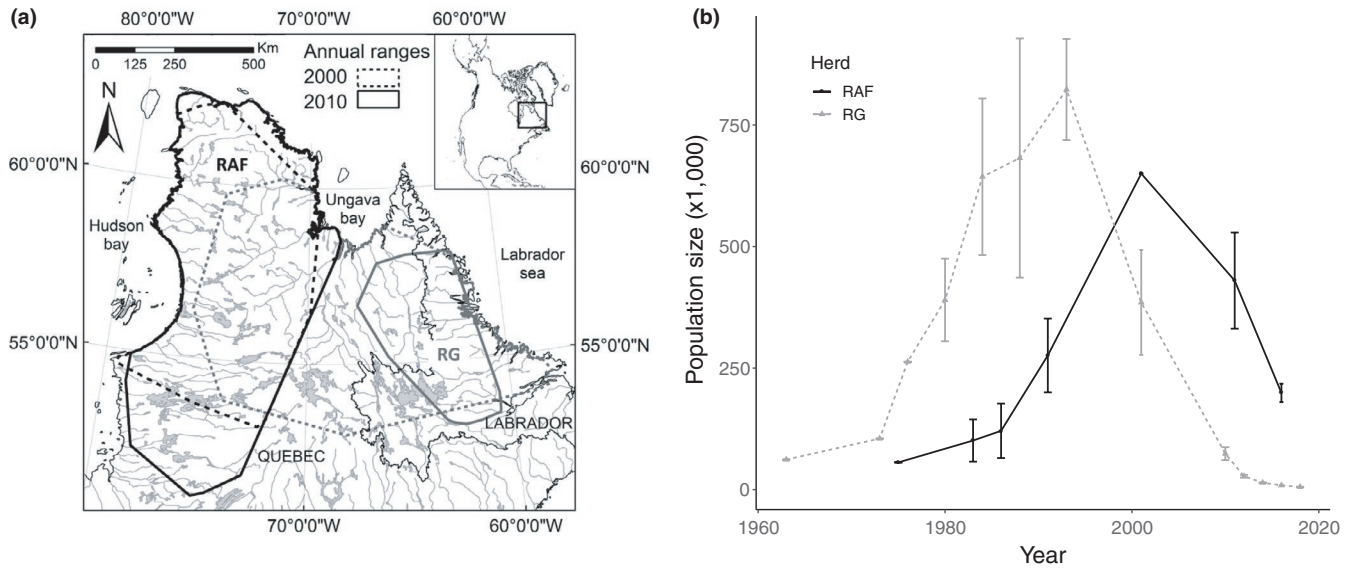 (a)
80°0'0"W 70°0'0"W 60°0'0"W
Km
0 125 250 500
N
Annual ranges
2000
2010
60°0'0"N
60°0'0"N
RAF
Ungava
bay
Hudson
bay
Labrador
sea
55°0'0"N
55°0'0"N
RG
LABRADOR
QUEBEC
70°0'0"W 60°0'0"W
(b)
Herd
RAF
RG
Population size (x1,000)
750
500
250
0
1960 1980 2000 2020
Year